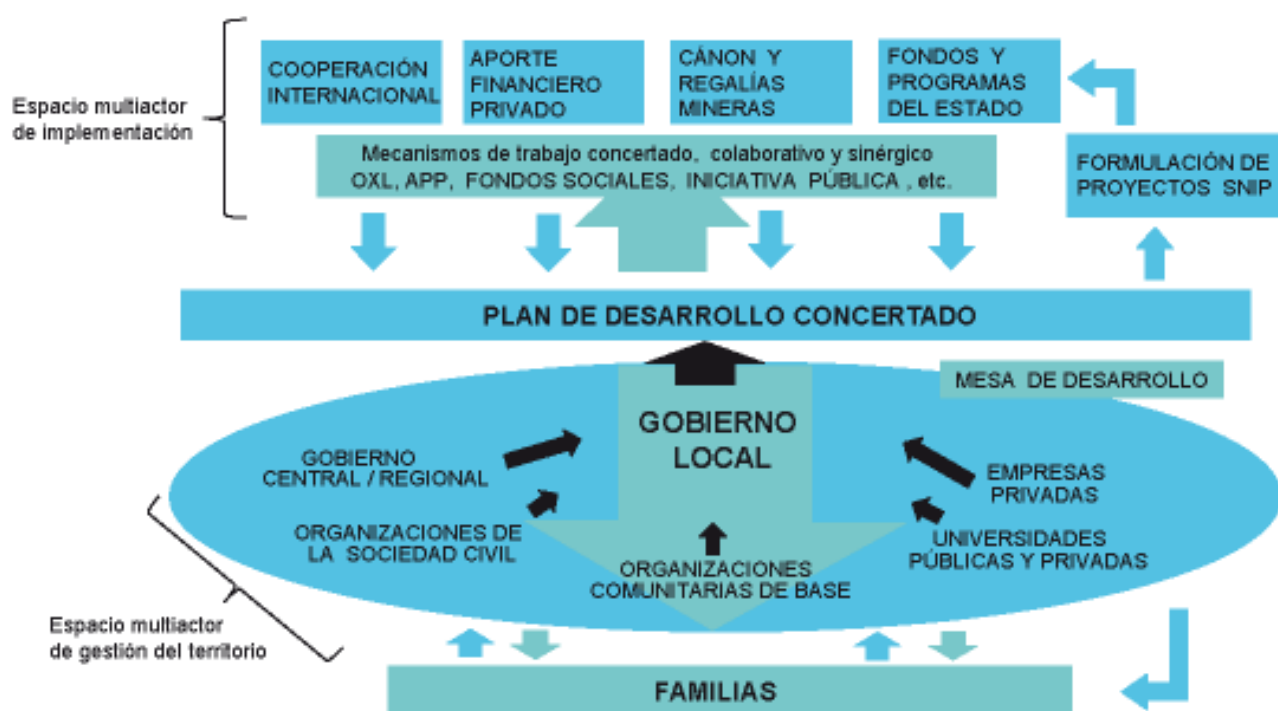 COOPERACIÓN
INTERNACIONAL
APORTE
FINANCIERO
PRIVADO
CÁNON Y
REGALÍAS
MINERAS
FONDOS Y
PROGRAMAS
DEL ESTADO
Espacio multiactor
de implementación
Mecanismos de trabajo concertado, colaborativo y sinérgico
OXI, APP, FONDOS SOCIALES, INICIATIVA PÚBLICA , etc.
FORMULACIÓN DE
PROYECTOS SNIP
PLAN DE DESARROLLO CONCERTADO
MESA DE DESARROLLO
GOBIERNO
LOCAL
GOBIERNO
CENTRAL / REGIONAL
EMPRESAS
PRIVADAS
ORGANIZACIONES DE
LA SOCIEDAD CIVIL
UNIVERSIDADES
PÚBLICAS Y PRIVADAS
ORGANIZACIONES
COMUNITARIAS DE BASE
Espacio multiactor
de gestión del territorio
FAMILIAS